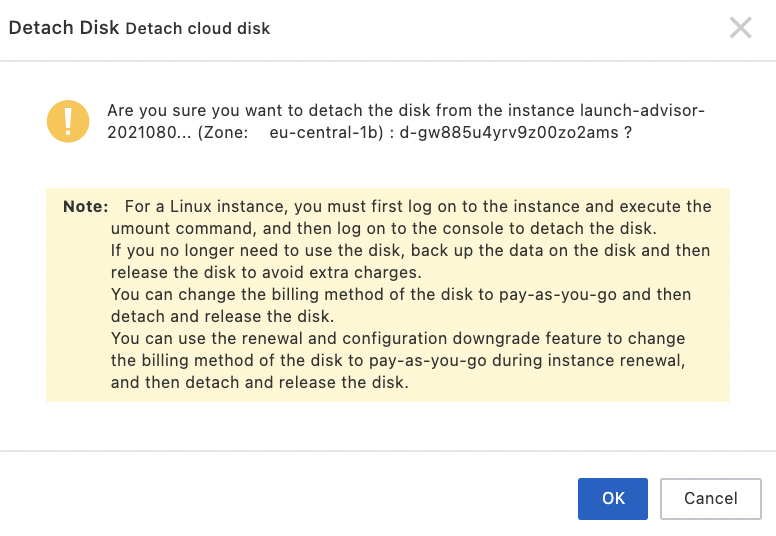 Detach Disk Detach cloud disk
Are you sure you want to detach the disk from the instance launch-advisor-
2021080... (Zone: eu-central-1b) : d-gw885u4yrv9z00zo2ams ?
Note: For a Linux instance, you must first log on to the instance and execute the
umount command, and then log on to the console to detach the disk.
If you no longer need to use the disk, back up the data on the disk and then
release the disk to avoid extra charges.
You can change the billing method of the disk to pay-as-you-go and then
detach and release the disk.
You can use the renewal and configuration downgrade feature to change
the billing method of the disk to pay-as-you-go during instance renewal,
and then detach and release the disk.
OK Cancel